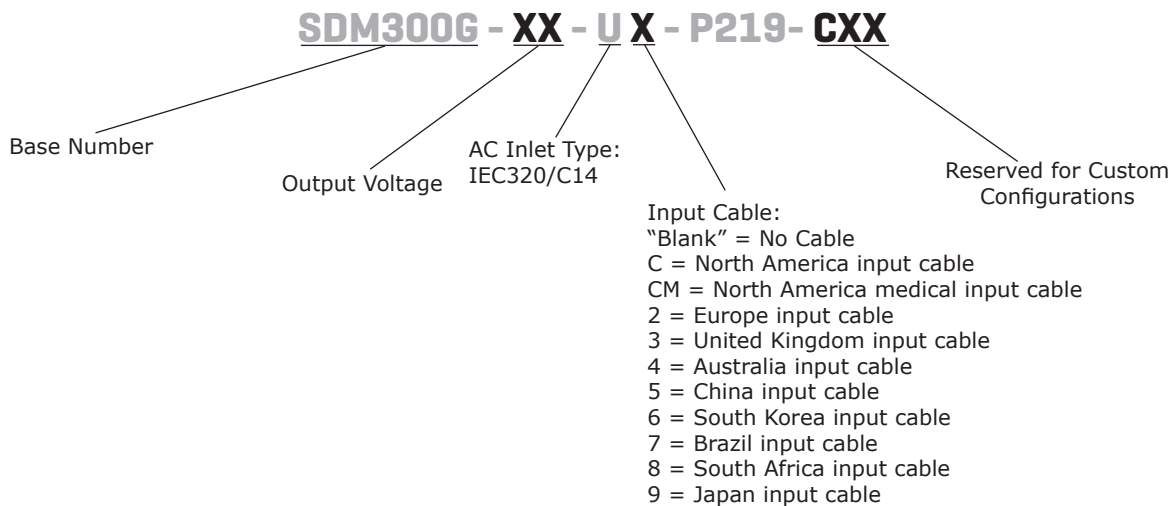 SDM300G - XX - U X - P219- CXX
Base Number
Output Voltage
AC Inlet Type:
IEC320/C14
Input Cable:
“Blank” = No Cable
C = North America input cable
CM = North America medical input cable
2 = Europe input cable
3 = United Kingdom input cable
4 = Australia input cable
5 = China input cable
6 = South Korea input cable
7 = Brazil input cable
8 = South Africa input cable
9 = Japan input cable
Reserved for Custom
Configurations